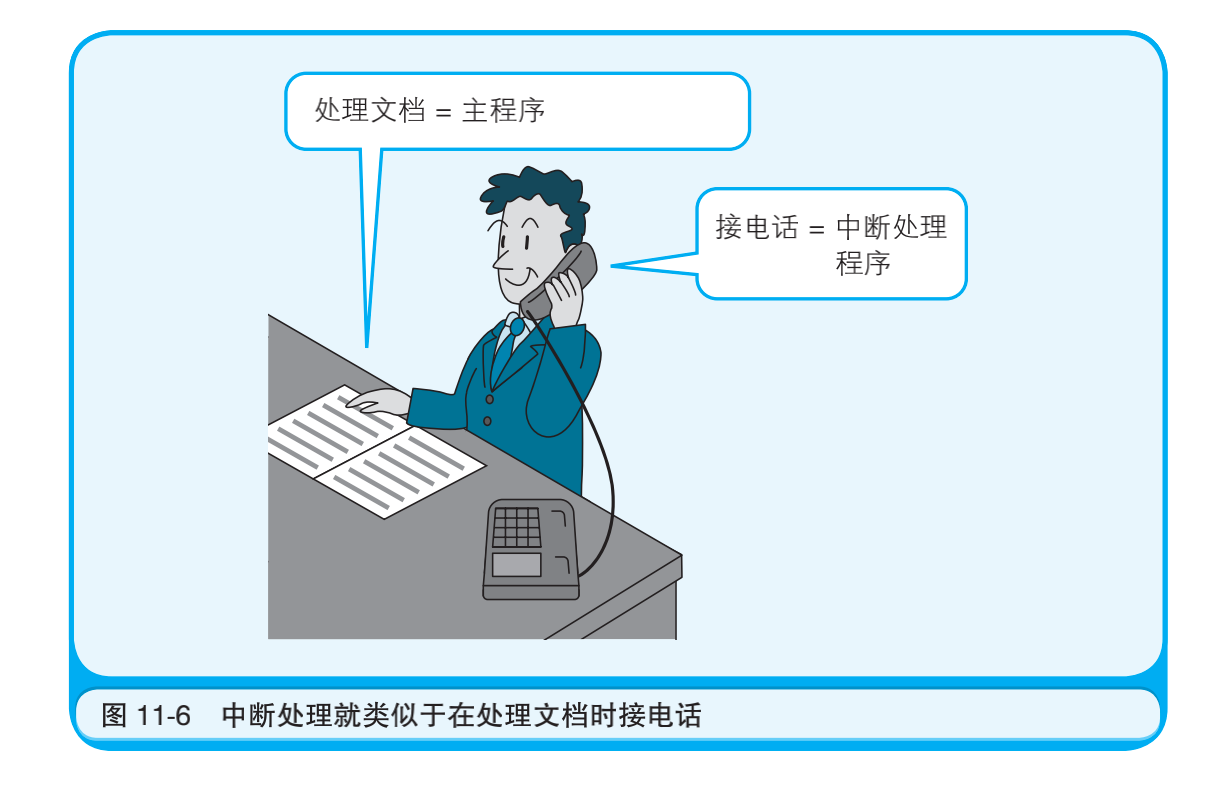 处理文档 = 主程序
接电话 = 中断处理
程序
图 11-6 中断处理就类似于在处理文档时接电话